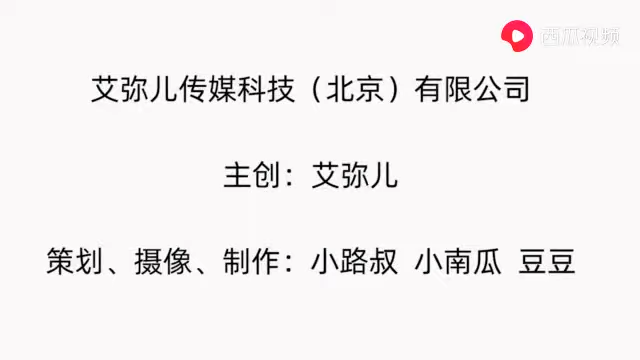 西瓜视频
艾弥儿传媒科技（北京）有限公司
主创：艾弥儿
策划、摄像、制作：小路叔 小南瓜 豆豆